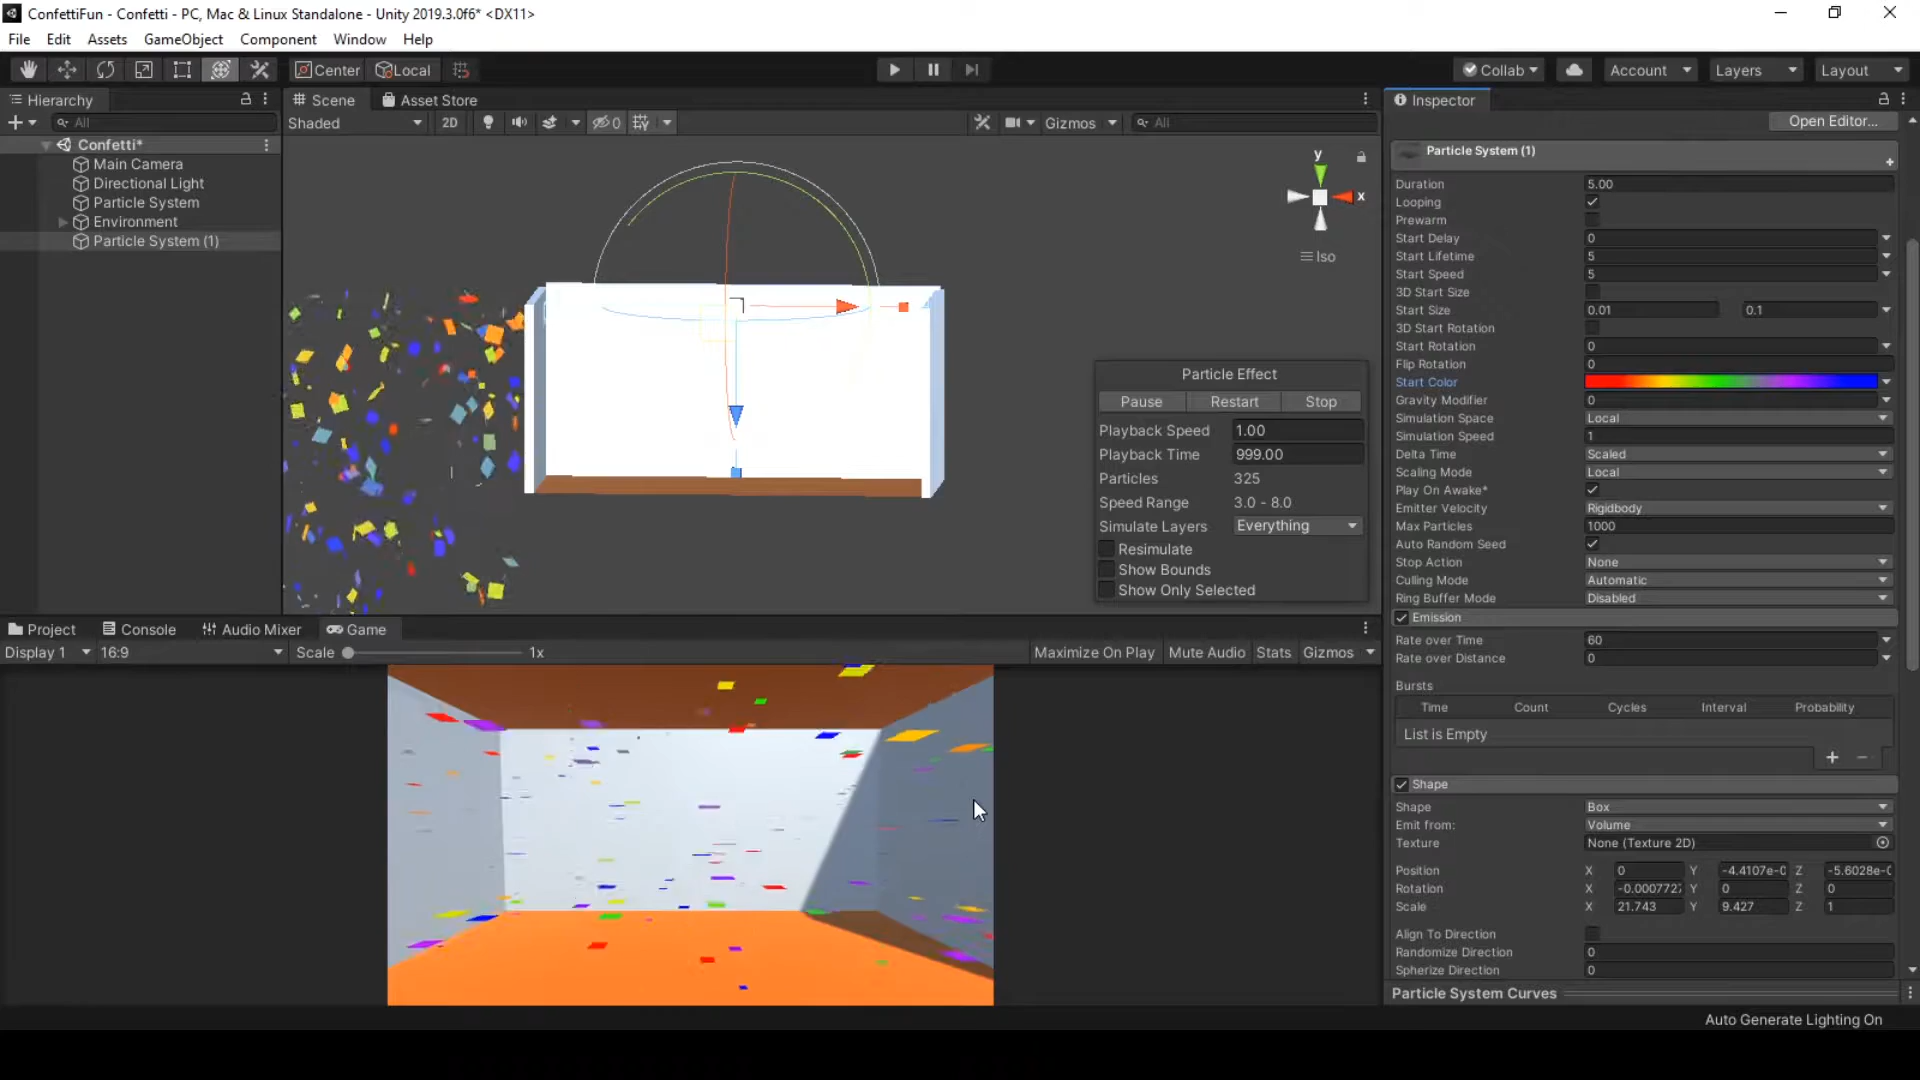 ConfettiFun - Confetti - PC, Mac & Linux Standalone - Unity 2019.3.0f6* <DX11>
File Edit Assets GameObject Component Window Help
Center Local Collab Account Layers Layout
Hierarchy
All
Confetti*
Main Camera
Directional Light
Particle System
Environment
Particle System (1)
Scene Asset Store
Shaded 2D 0 Gizmos All
y
x
Iso
Particle Effect
Pause Restart Stop
Playback Speed 1.00
Playback Time 999.00
Particles 325
Speed Range 3.0 - 8.0
Simulate Layers Everything
Resimulate
Show Bounds
Show Only Selected
Project Console Audio Mixer Game
Display 1 16:9 Scale 1x Maximize On Play Mute Audio Stats Gizmos
Inspector
Open Editor...
Particle System (1)
Duration 5.00
Looping
Prewarm
Start Delay 0
Start Lifetime 5
Start Speed 5
3D Start Size
Start Size 0.01 0.1
3D Start Rotation
Start Rotation 0
Flip Rotation 0
Start Color
Gravity Modifier 0
Simulation Space Local
Simulation Speed 1
Delta Time Scaled
Scaling Mode Local
Play On Awake*
Emitter Velocity Rigidbody
Max Particles 1000
Auto Random Seed
Stop Action None
Culling Mode Automatic
Ring Buffer Mode Disabled
Emission
Rate over Time 60
Rate over Distance 0
Bursts
Time Count Cycles Interval Probability
List is Empty
Shape
Shape Box
Emit from: Volume
Texture None (Texture 2D)
Position X 0 Y -4.4107e-0 Z -5.6028e-0
Rotation X -0.0007727 Y 0 Z 0
Scale X 21.743 Y 9.427 Z 1
Align To Direction
Randomize Direction 0
Spherize Direction 0
Particle System Curves
Auto Generate Lighting On